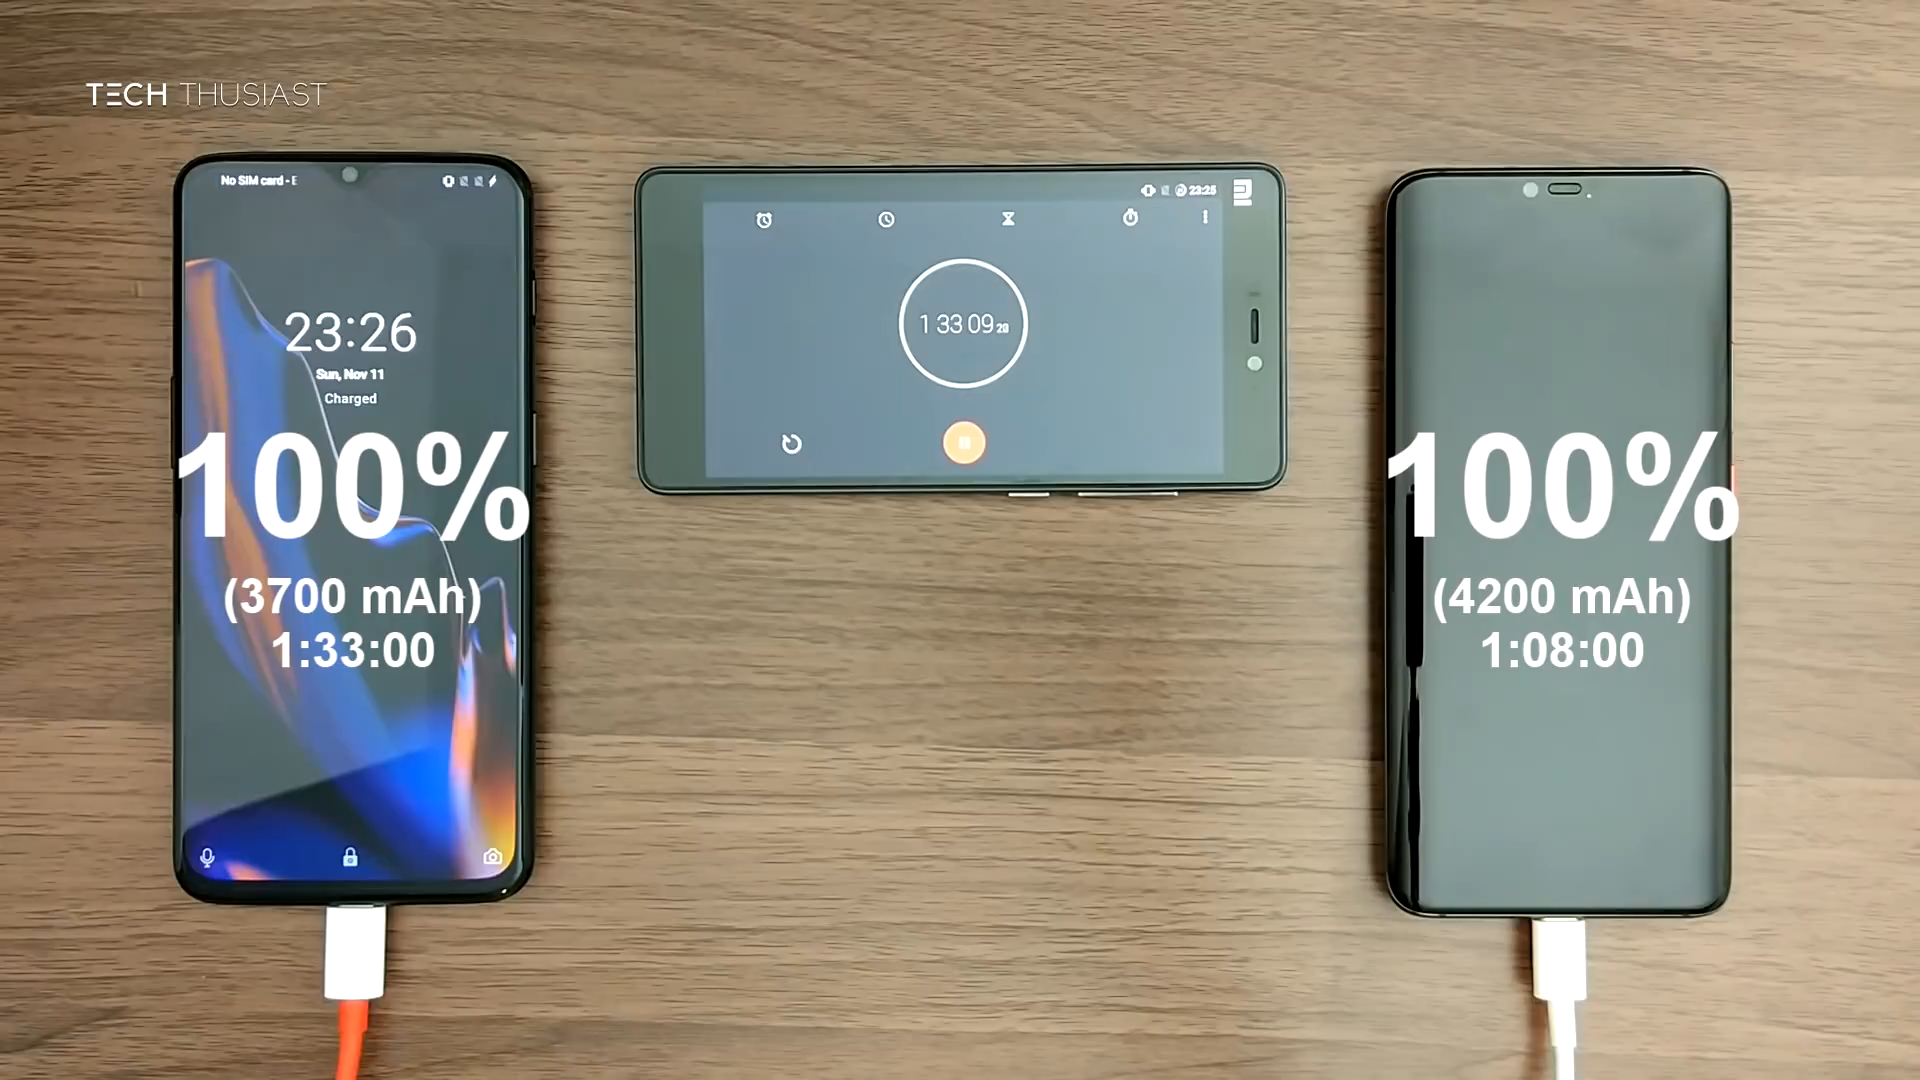 TECH THUSIAST
No SIM card - E
23:26
Sun, Nov 11
Charged
100%
(3700 mAh)
1:33:00
23:25
1 33 09 20
100%
(4200 mAh)
1:08:00